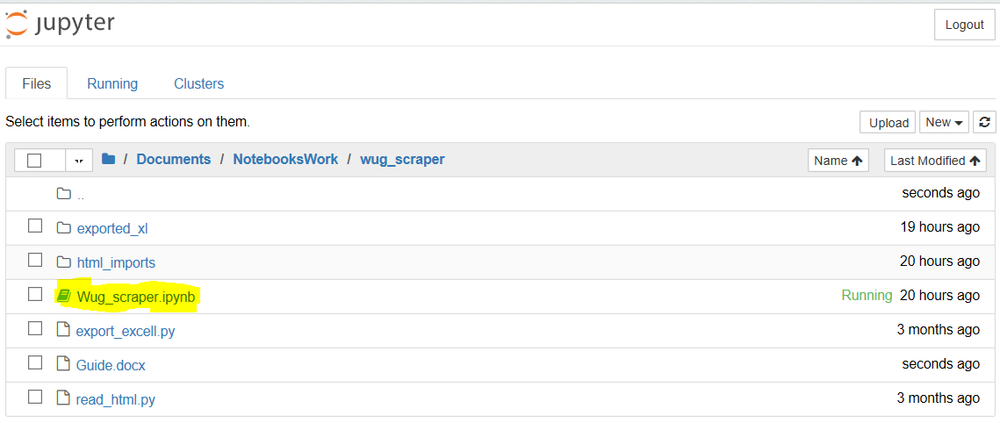 jupyter Logout
Files Running Clusters
Select items to perform actions on them. Upload New
/ Documents / NotebooksWork / wug_scraper Name Last Modified
.. seconds ago
exported_xl 19 hours ago
html_imports 20 hours ago
Wug_scraper.ipynb Running 20 hours ago
export_excell.py 3 months ago
Guide.docx seconds ago
read_html.py 3 months ago